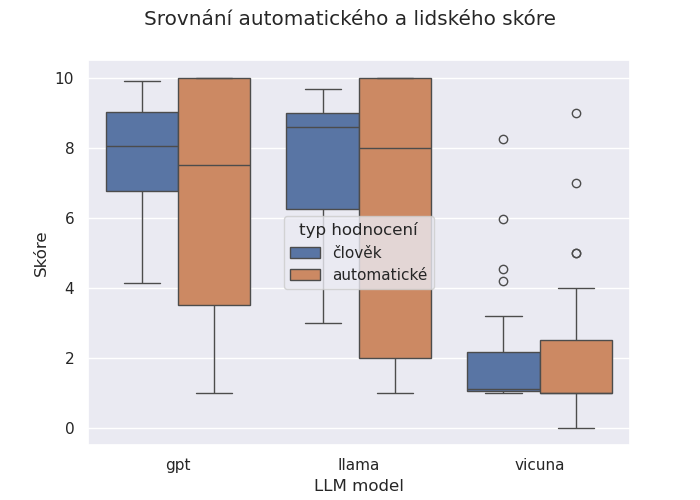 Srovnání automatického a lidského skóre
10
8
6
4
2
0
Skóre
typ hodnocení
člověk
automatické
gpt
llama
vicuna
LLM model